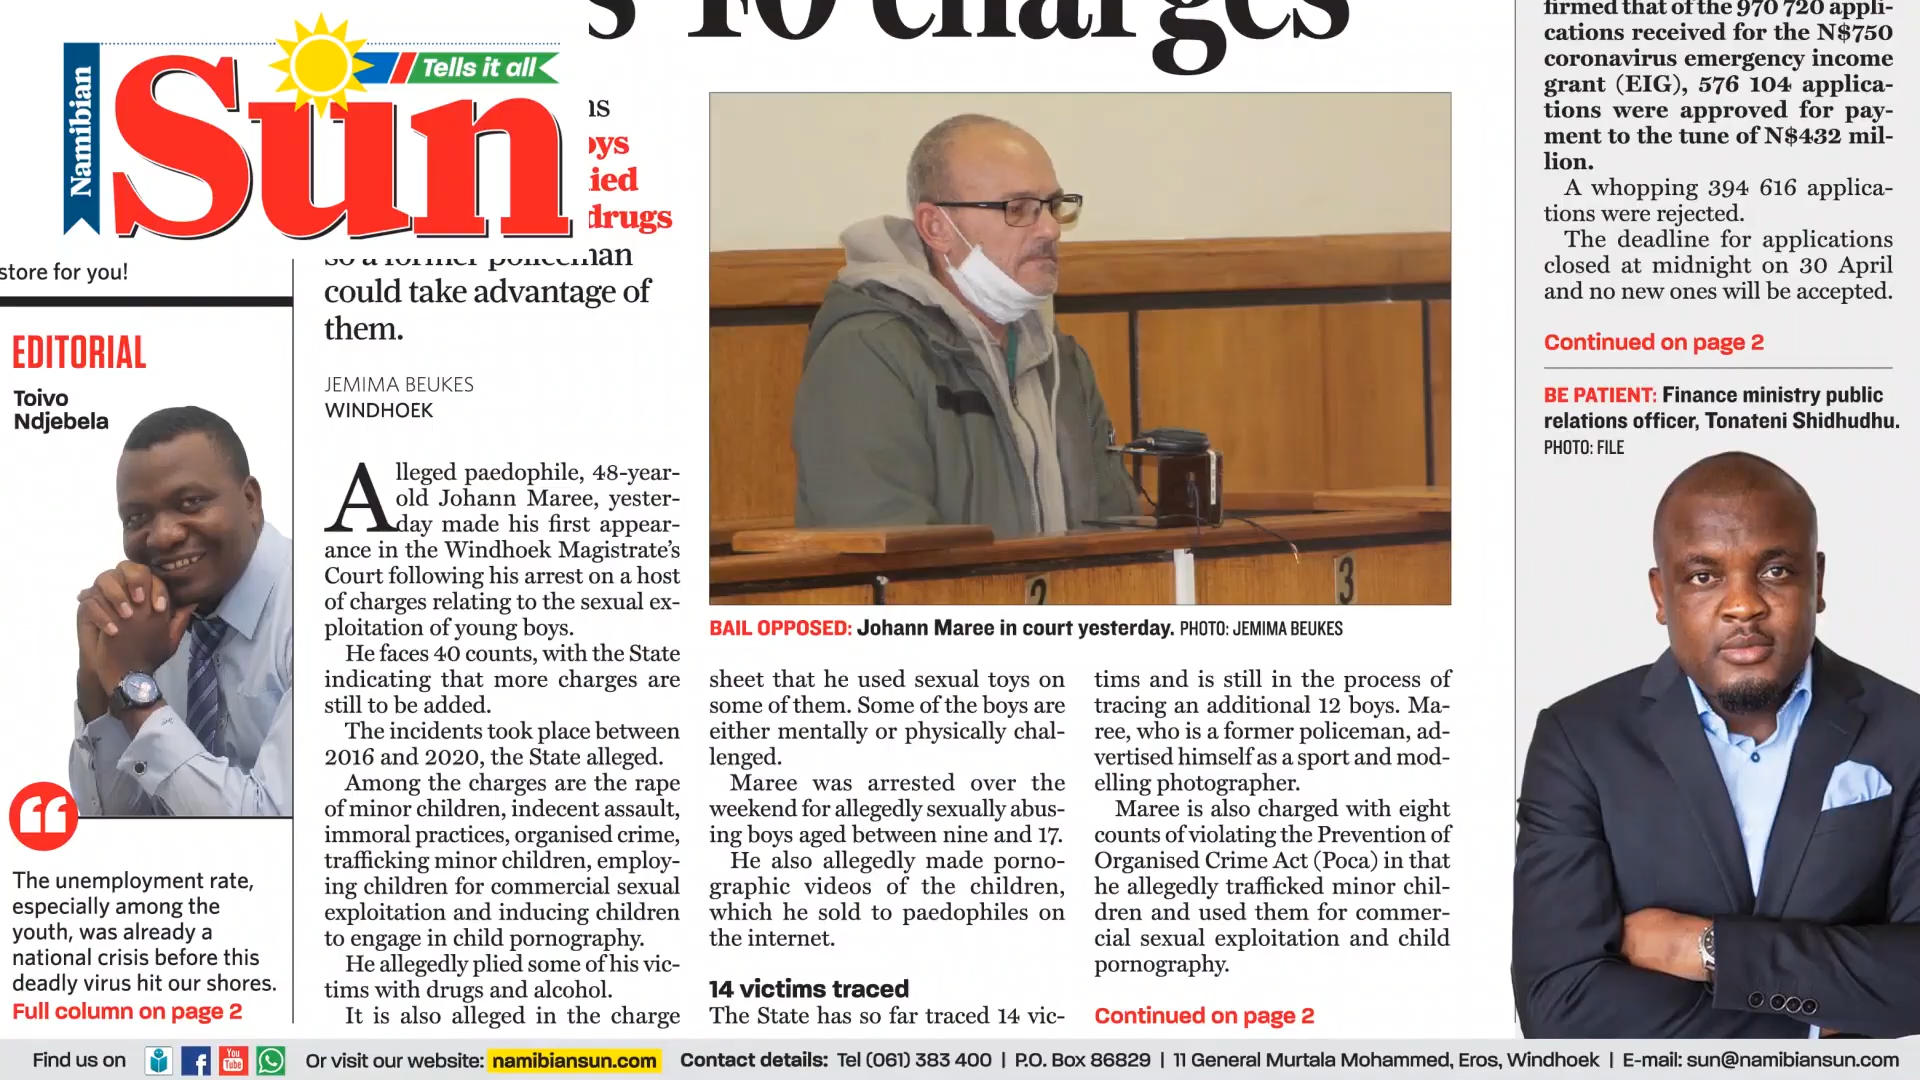 s 40 charges
Namibian
Sun
Tells it all
store for you!
EDITORIAL
Toivo
Ndjebela
The unemployment rate,
especially among the
youth, was already a
national crisis before this
deadly virus hit our shores.
Full column on page 2
drugs
could take advantage of
them.
JEMIMA BEUKES
WINDHOEK
Alleged paedophile, 48-year-
old Johann Maree, yester-
day made his first appear-
ance in the Windhoek Magistrate's
Court following his arrest on a host
of charges relating to the sexual ex-
ploitation of young boys.
He faces 40 counts, with the State
indicating that more charges are
still to be added.
The incidents took place between
2016 and 2020, the State alleged.
Among the charges are the rape
of minor children, indecent assault,
immoral practices, organised crime,
trafficking minor children, employ-
ing children for commercial sexual
exploitation and inducing children
to engage in child pornography.
He allegedly plied some of his vic-
tims with drugs and alcohol.
It is also alleged in the charge
2
3
BAIL OPPOSED: Johann Maree in court yesterday. PHOTO: JEMIMA BEUKES
sheet that he used sexual toys on
some of them. Some of the boys are
either mentally or physically chal-
lenged.
Maree was arrested over the
weekend for allegedly sexually abus-
ing boys aged between nine and 17.
He also allegedly made porno-
graphic videos of the children,
which he sold to paedophiles on
the internet.
14 victims traced
The State has so far traced 14 vic-
tims and is still in the process of
tracing an additional 12 boys. Ma-
ree, who is a former policeman, ad-
vertised himself as a sport and mod-
elling photographer.
Maree is also charged with eight
counts of violating the Prevention of
Organised Crime Act (Poca) in that
he allegedly trafficked minor chil-
dren and used them for commer-
cial sexual exploitation and child
pornography.
Continued on page 2
firmed that of the 970 720 appli-
cations received for the N$750
coronavirus emergency income
grant (EIG), 576 104 applica-
tions were approved for pay-
ment to the tune of N$432 mil-
lion.
A whopping 394 616 applica-
tions were rejected.
The deadline for applications
closed at midnight on 30 April
and no new ones will be accepted.
Continued on page 2
BE PATIENT: Finance ministry public
relations officer, Tonateni Shidhudhu.
PHOTO: FILE
Find us on You Tube Or visit our website: namibiansun.com Contact details: Tel (061) 383 400 | P.O. Box 86829 | 11 General Murtala Mohammed, Eros, Windhoek | E-mail: sun@namibiansun.com